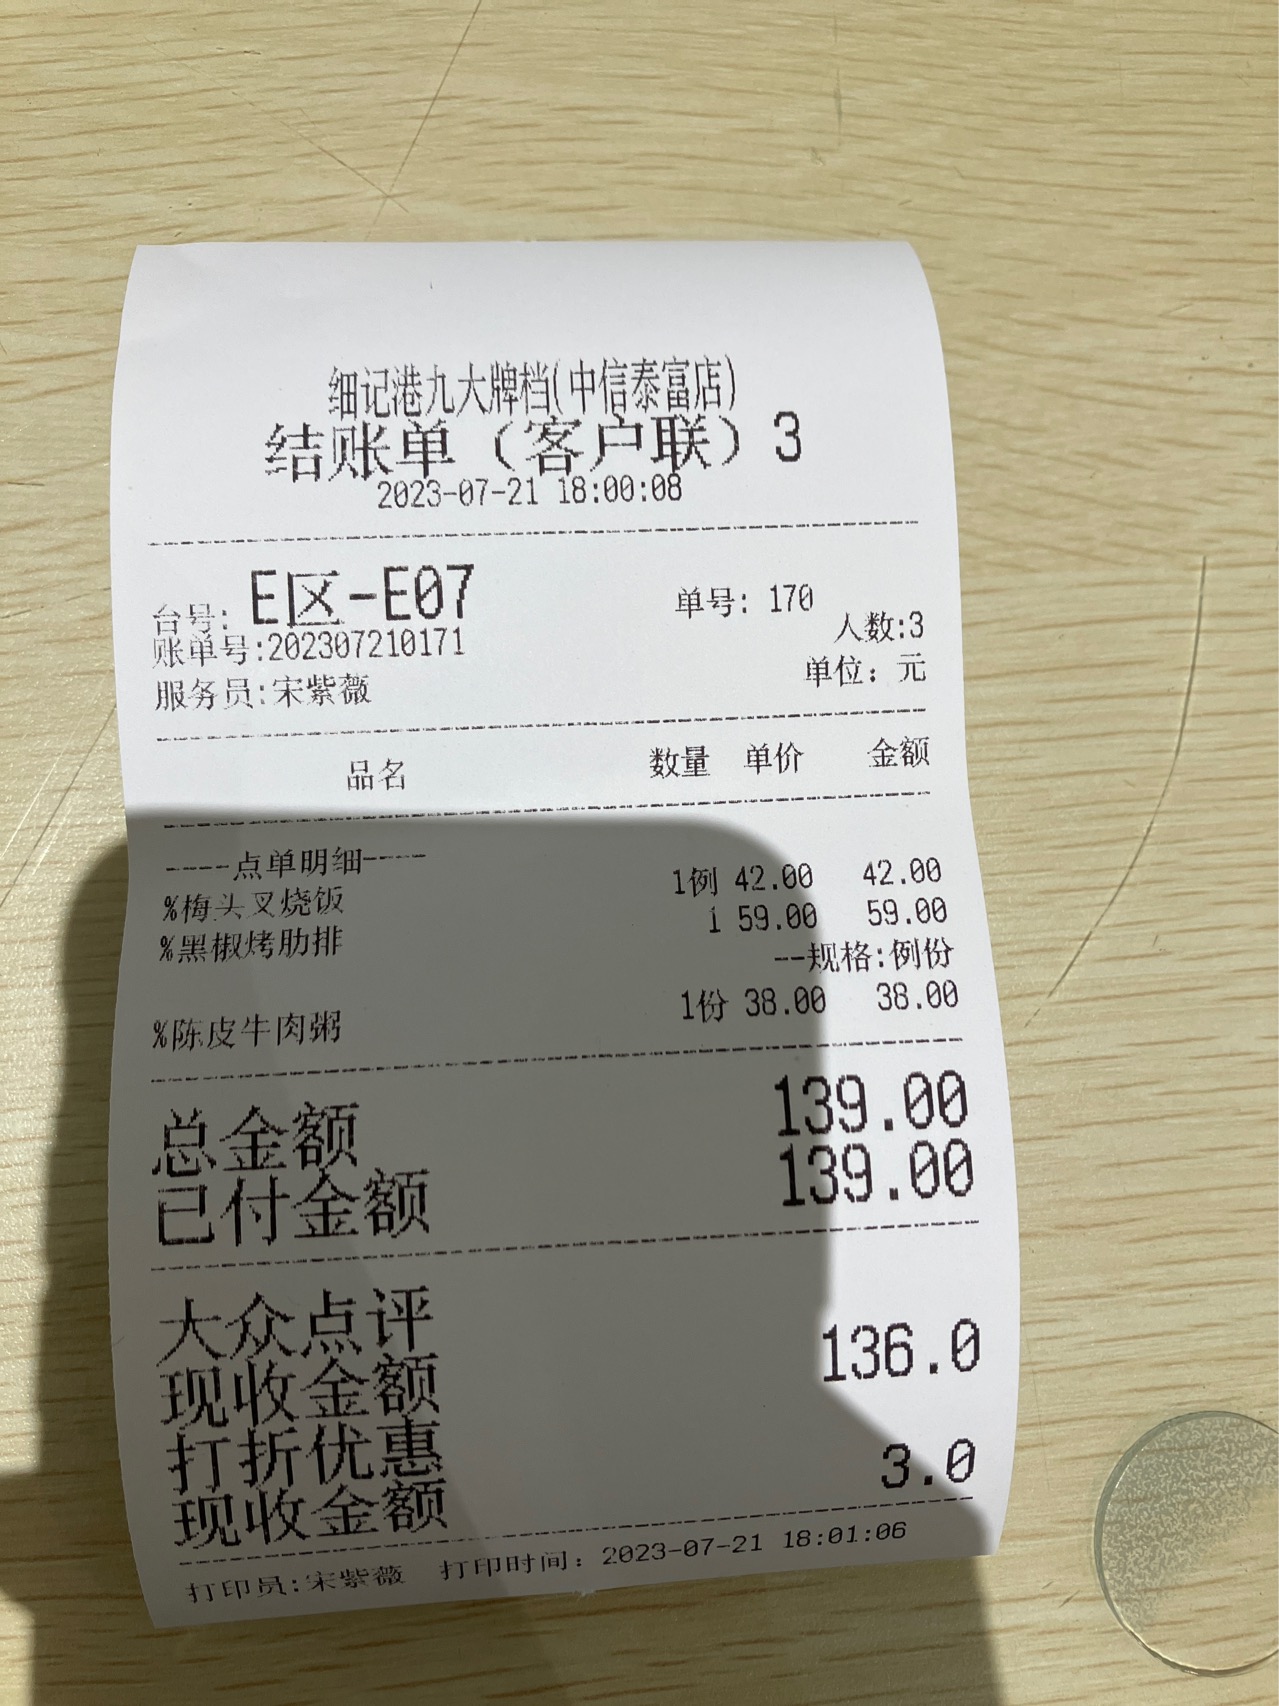 细记港九大牌档(中信泰富店)
结账单（客户联）3
2023-07-21 18:00:08
台号: E区-E07 单号: 170
人数:3
账单号:202307210171
单位: 元
服务员:宋紫薇
品名 数量 单价 金额
----点单明细----
%梅头叉烧饭 1例 42.00 42.00
%黑椒烤肋排 1 59.00 59.00
--规格:例份
%陈皮牛肉粥 1份 38.00 38.00
总金额 139.00
已付金额 139.00
大众点评
现收金额 136.0
打折优惠
现收金额 3.0
打印员:宋紫薇 打印时间: 2023-07-21 18:01:06